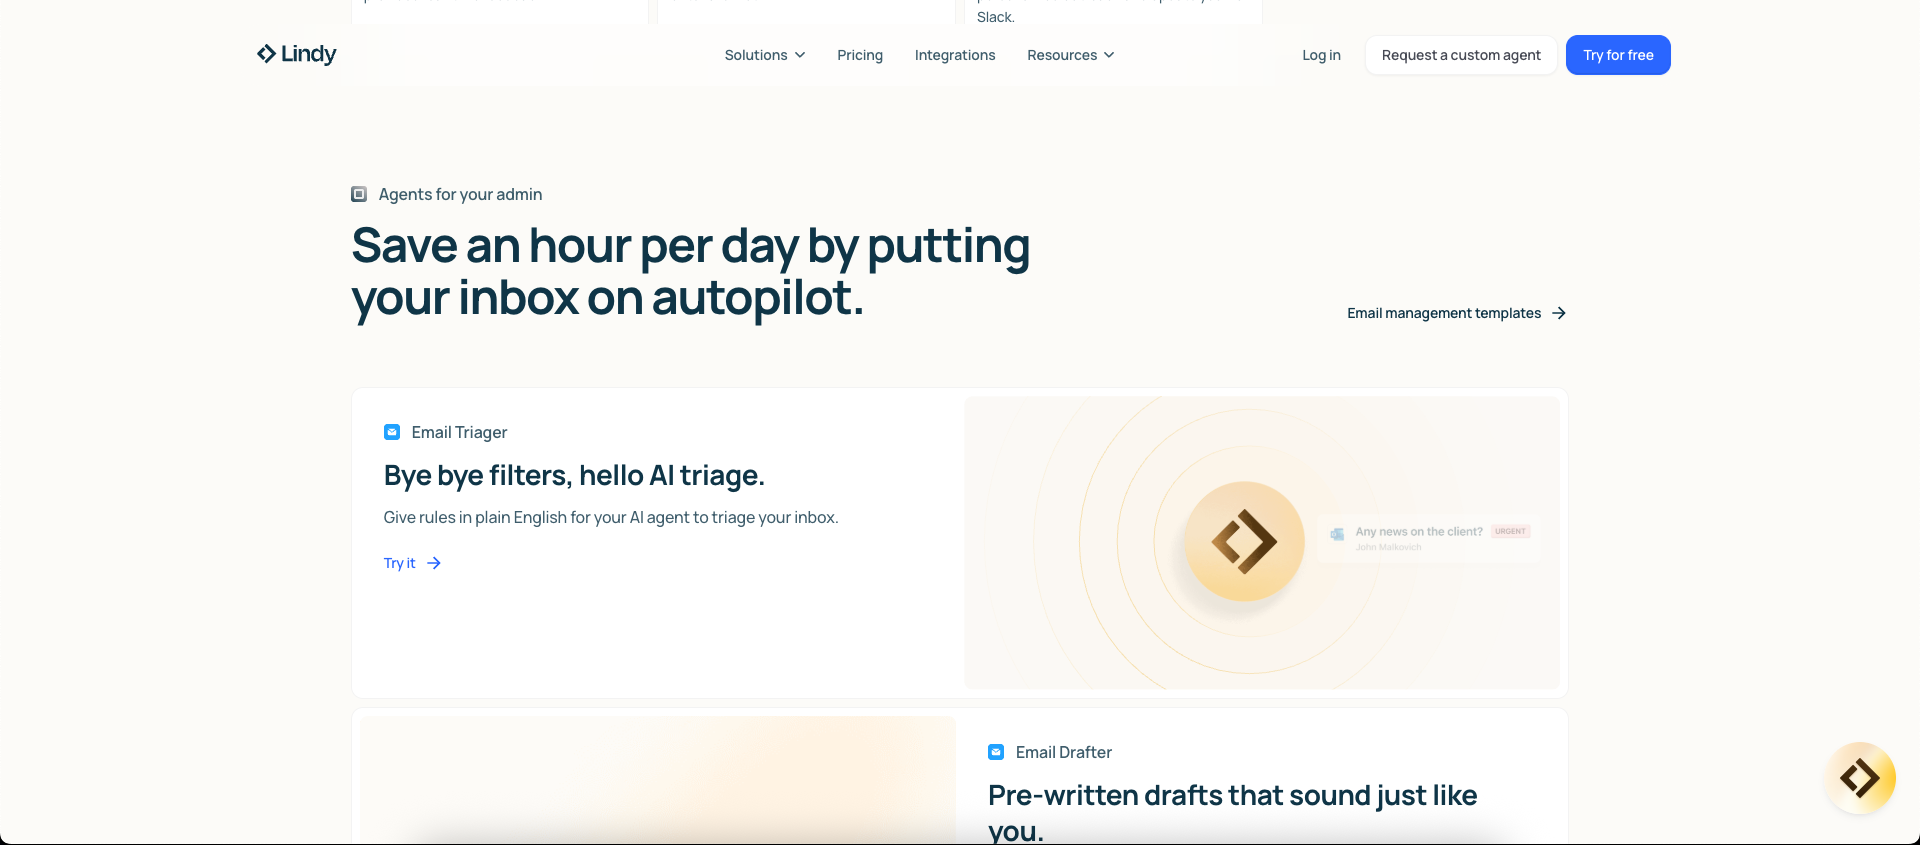 Slack.
Lindy
Solutions
Pricing
Integrations
Resources
Log in
Request a custom agent
Try for free
Agents for your admin
Save an hour per day by putting
your inbox on autopilot.
Email management templates
Email Triager
Bye bye filters, hello AI triage.
Give rules in plain English for your AI agent to triage your inbox.
Try it
Any news on the client?
URGENT
John Malkovich
Email Drafter
Pre-written drafts that sound just like
you.